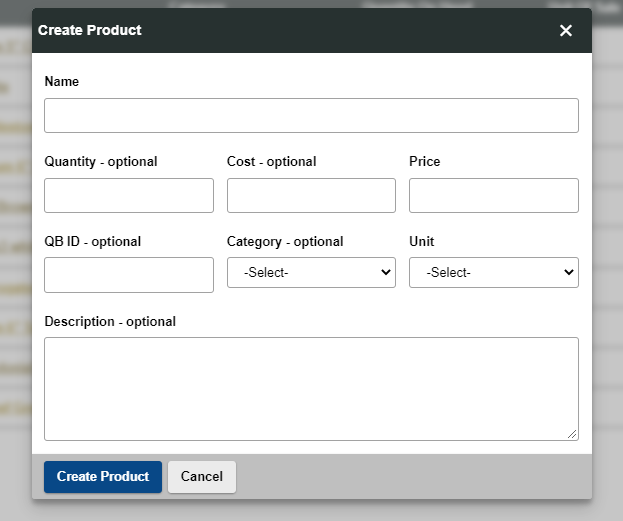 Create Product
Name
Quantity - optional Cost - optional Price
QB ID - optional Category - optional Unit
-Select- -Select-
Description - optional
Create Product Cancel